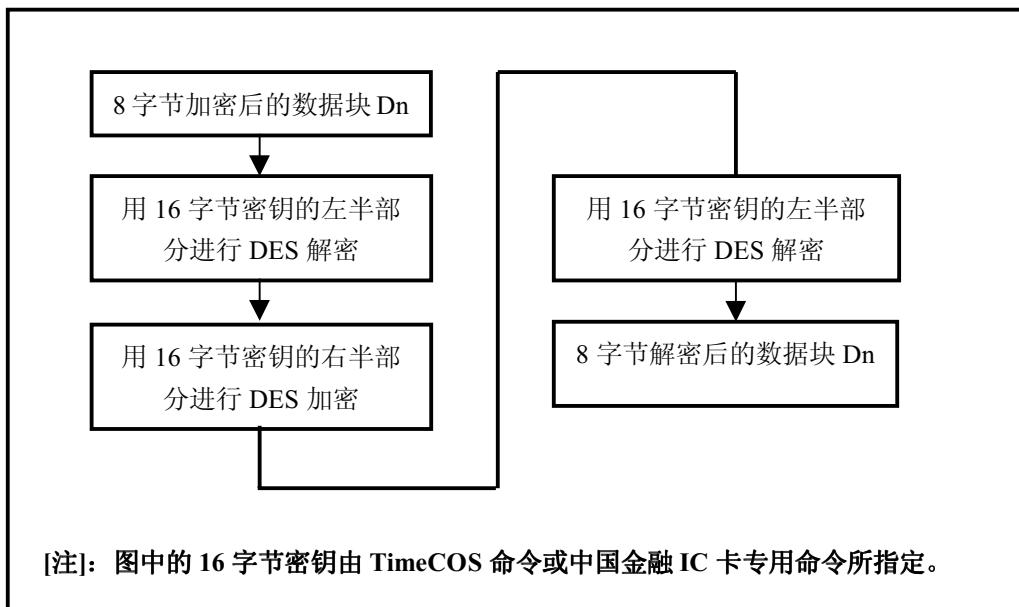 8 字节加密后的数据块 Dn
用 16 字节密钥的左半部
分进行 DES 解密
用 16 字节密钥的右半部
分进行 DES 加密
用 16 字节密钥的左半部
分进行 DES 解密
8 字节解密后的数据块 Dn
[注]：图中的 16 字节密钥由 TimeCOS 命令或中国金融 IC 卡专用命令所指定。